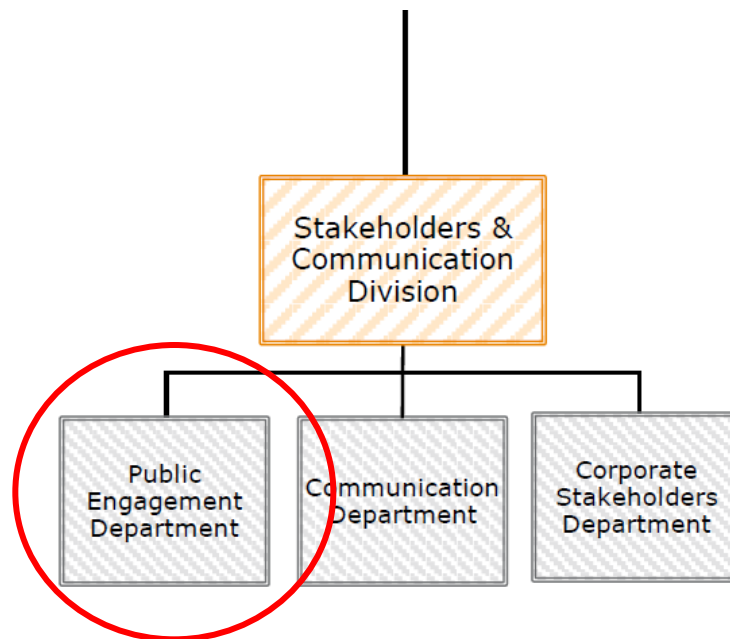 Stakeholders &
Communication
Division
Public
Engagement
Department
Communication
Department
Corporate
Stakeholders
Department